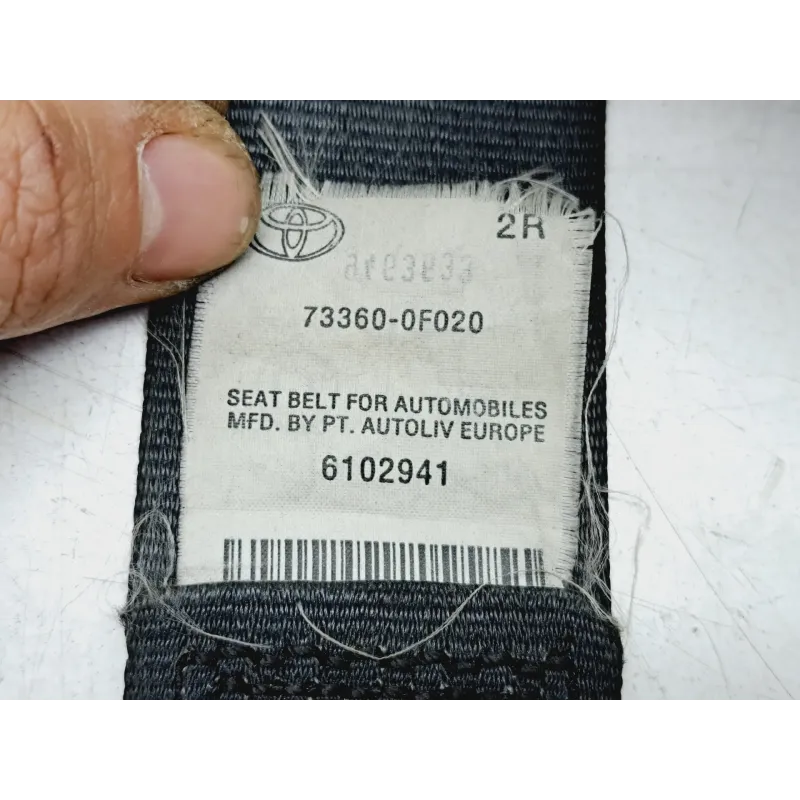 2R
73360-0F020
SEAT BELT FOR AUTOMOBILES
MFD. BY PT. AUTOLIV EUROPE
6102941